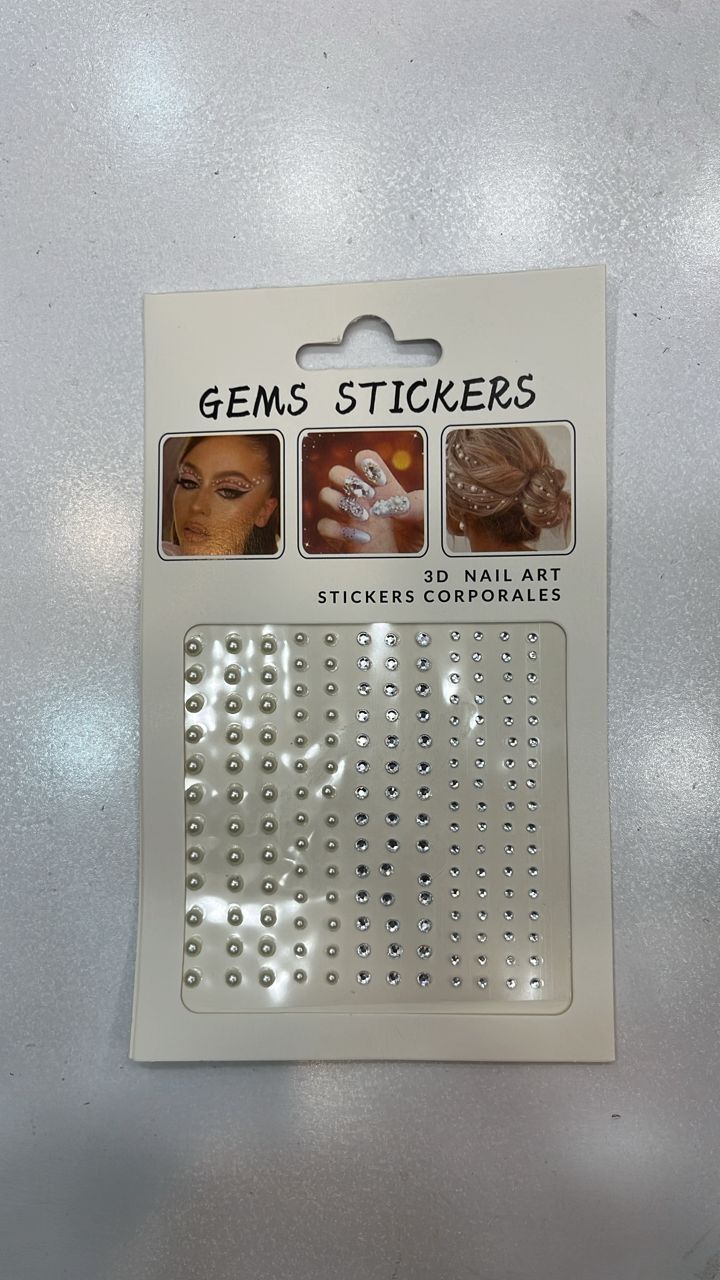 GEMS STICKERS
3D NAIL ART
STICKERS CORPORALES